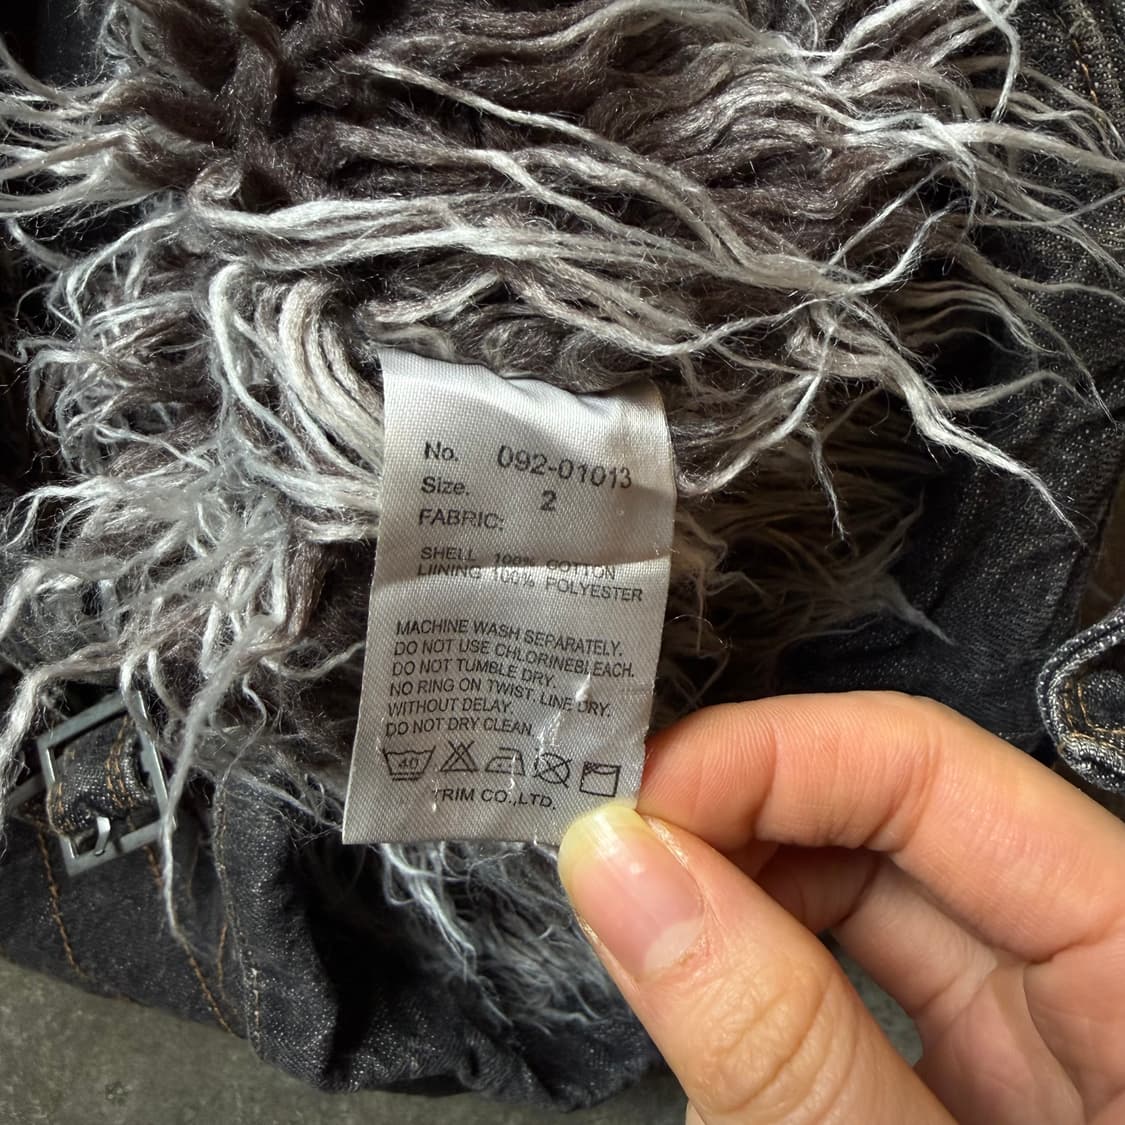 No. 092-01013
Size. 2
FABRIC:
SHELL 100% COTTON
LINING 100% POLYESTER
MACHINE WASH SEPARATELY.
DO NOT USE CHLORINEBLEACH.
DO NOT TUMBLE DRY.
NO RING ON TWIST. LINE DRY.
WITHOUT DELAY.
DO NOT DRY CLEAN
40
TRIM CO.,LTD.